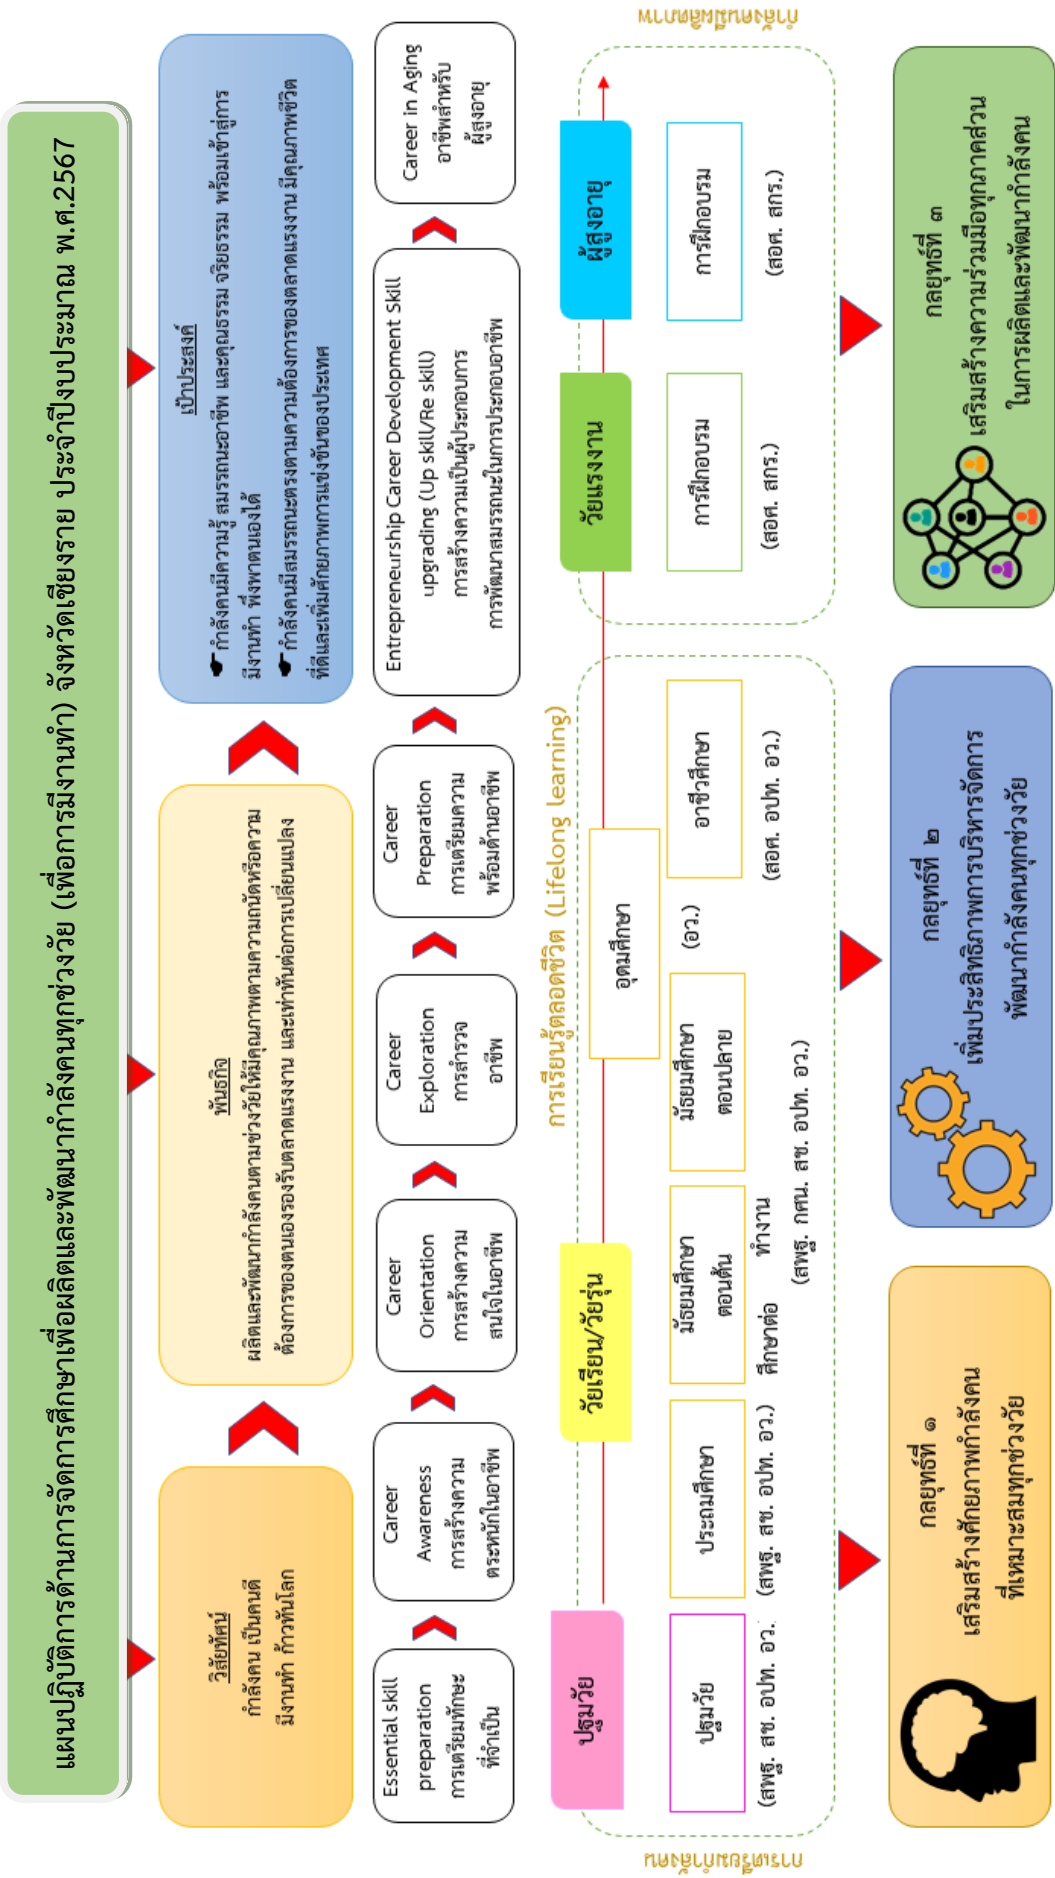 แผนปฏิบัติการด้านการจัดการศึกษาเพื่อผลิตและพัฒนากำลังคนทุกช่วงวัย (เพื่อการมีงานทำ) จังหวัดเชียงราย ประจำปีงบประมาณ พ.ศ.2567
วิสัยทัศน์
กำลังคน เป็นคนดี
มีงานทำ ก้าวทันโลก
พันธกิจ
ผลิตและพัฒนากำลังคนตามช่วงวัยให้มีคุณภาพตามความถนัดหรือความ
ต้องการของตนเองรองรับตลาดแรงงาน และเท่าทันต่อการเปลี่ยนแปลง
เป้าประสงค์
กำลังคนมีความรู้ สมรรถนะอาชีพ และคุณธรรม จริยธรรม พร้อมเข้าสู่การ
มีงานทำ พึ่งพาตนเองได้
กำลังคนมีสมรรถนะตรงตามความต้องการของตลาดแรงงาน มีคุณภาพชีวิต
ที่ดีและเพิ่มศักยภาพการแข่งขันของประเทศ
Essential skill
preparation
การเตรียมทักษะ
ที่จำเป็น
Career
Awareness
การสร้างความ
ตระหนักในอาชีพ
Career
Orientation
การสร้างความ
สนใจในอาชีพ
Career
Exploration
การสำรวจ
อาชีพ
Career
Preparation
การเตรียมความ
พร้อมด้านอาชีพ
Entrepreneurship Career Development Skill
upgrading (Up skill/Re skill)
การสร้างความเป็นผู้ประกอบการ
การพัฒนาสมรรถนะในการประกอบอาชีพ
Career in Aging
อาชีพสำหรับ
ผู้สูงอายุ
การเรียนรู้ตลอดชีวิต (Lifelong learning)
การเตรียมกำลังคน
กำลังคนมีผลิตภาพ
ปฐมวัย
วัยเรียน/วัยรุ่น
วัยแรงงาน
ผู้สูงอายุ
อุดมศึกษา
(อว.)
ปฐมวัย
(สพฐ. สช. อปท. อว.
ประถมศึกษา
(สพฐ. สช. อปท. อว.)
มัธยมศึกษา
ตอนต้น
ศึกษาต่อ ทำงาน
มัธยมศึกษา
ตอนปลาย
(สพฐ. กศน. สช. อปท. อว.)
อาชีวศึกษา
(สอศ. อปท. อว.)
การฝึกอบรม
(สอศ. สกร.)
การฝึกอบรม
(สอศ. สกร.)
กลยุทธ์ที่ ๑
เสริมสร้างศักยภาพกำลังคน
ที่เหมาะสมทุกช่วงวัย
กลยุทธ์ที่ ๒
เพิ่มประสิทธิภาพการบริหารจัดการ
พัฒนากำลังคนทุกช่วงวัย
กลยุทธ์ที่ ๓
เสริมสร้างความร่วมมือทุกภาคส่วน
ในการผลิตและพัฒนากำลังคน